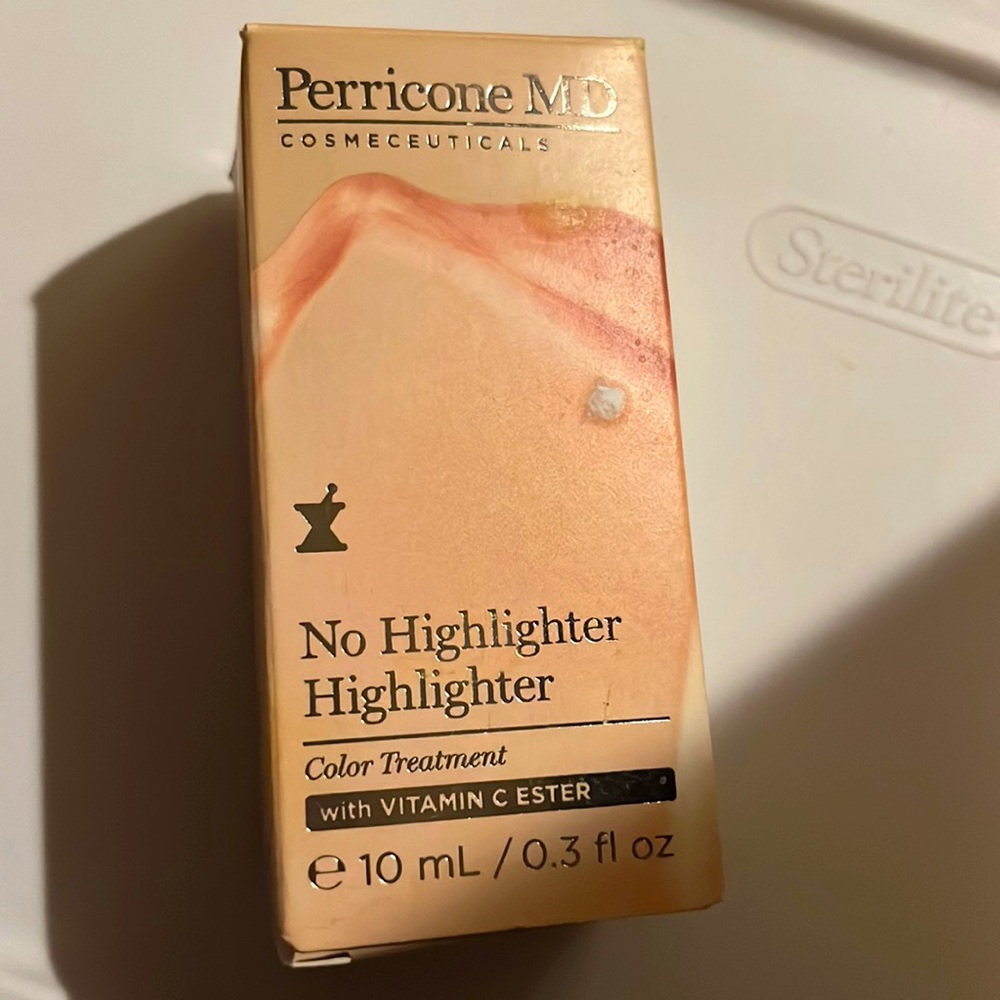 Perricone MD
COSMECEUTICALS
Sterilite
No Highlighter
Highlighter
Color Treatment
with VITAMIN C ESTER
℮ 10 mL / 0.3 fl oz